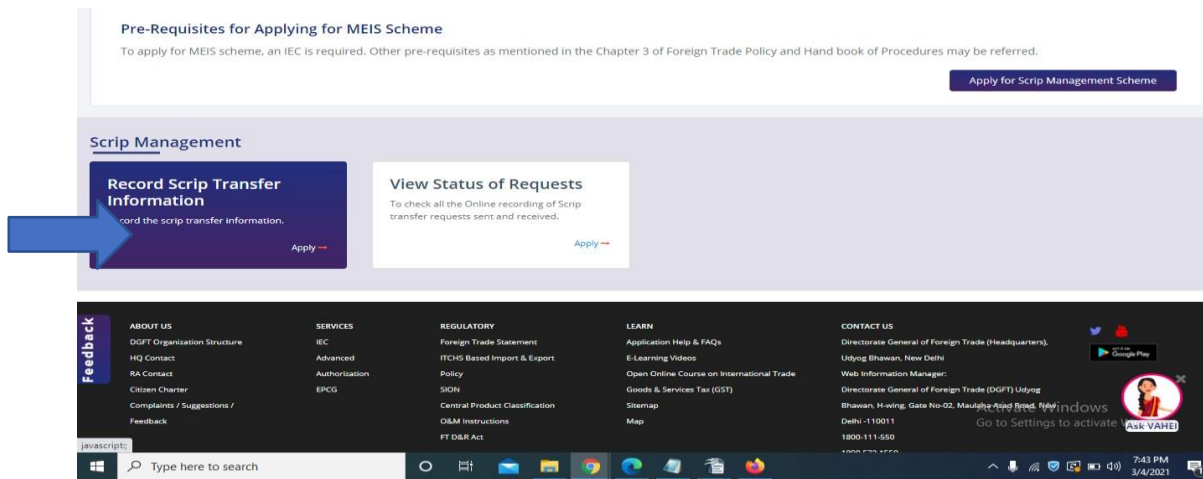 Pre-Requisites for Applying for MEIS Scheme
To apply for MEIS scheme, an IEC is required. Other pre-requisites as mentioned in the Chapter 3 of Foreign Trade Policy and Hand book of Procedures may be referred.
Apply for Scrip Management Scheme
Scrip Management
Record Scrip Transfer
Information
cord the scrip transfer information.
Apply→
View Status of Requests
To check all the Online recording of Scrip
transfer requests sent and received.
Apply→
Feedback
ABOUT US
DGFT Organization Structure
HQ Contact
RA Contact
Citizen Charter
Complaints / Suggestions /
Feedback
SERVICES
IEC
Advanced
Authorization
EPCG
REGULATORY
Foreign Trade Statement
ITCHS Based Import & Export
Policy
SION
Central Product Classification
O&M Instructions
FT D&R Act
LEARN
Application Help & FAQs
E-Learning Videos
Open Online Course on International Trade
Goods & Services Tax (GST)
Sitemap
Map
CONTACT US
Directorate General of Foreign Trade (Headquarters),
Udyog Bhawan, New Delhi
Web Information Manager:
Directorate General of Foreign Trade (DGFT) Udyog
Bhawan, H-wing, Gate No-02, Maulana Azad Road, New
Delhi -110011
1800-111-550
Google Play
Activate Windows
Go to Settings to activate
Ask VAHEI
javascript:;
Type here to search
7:43 PM
3/4/2021